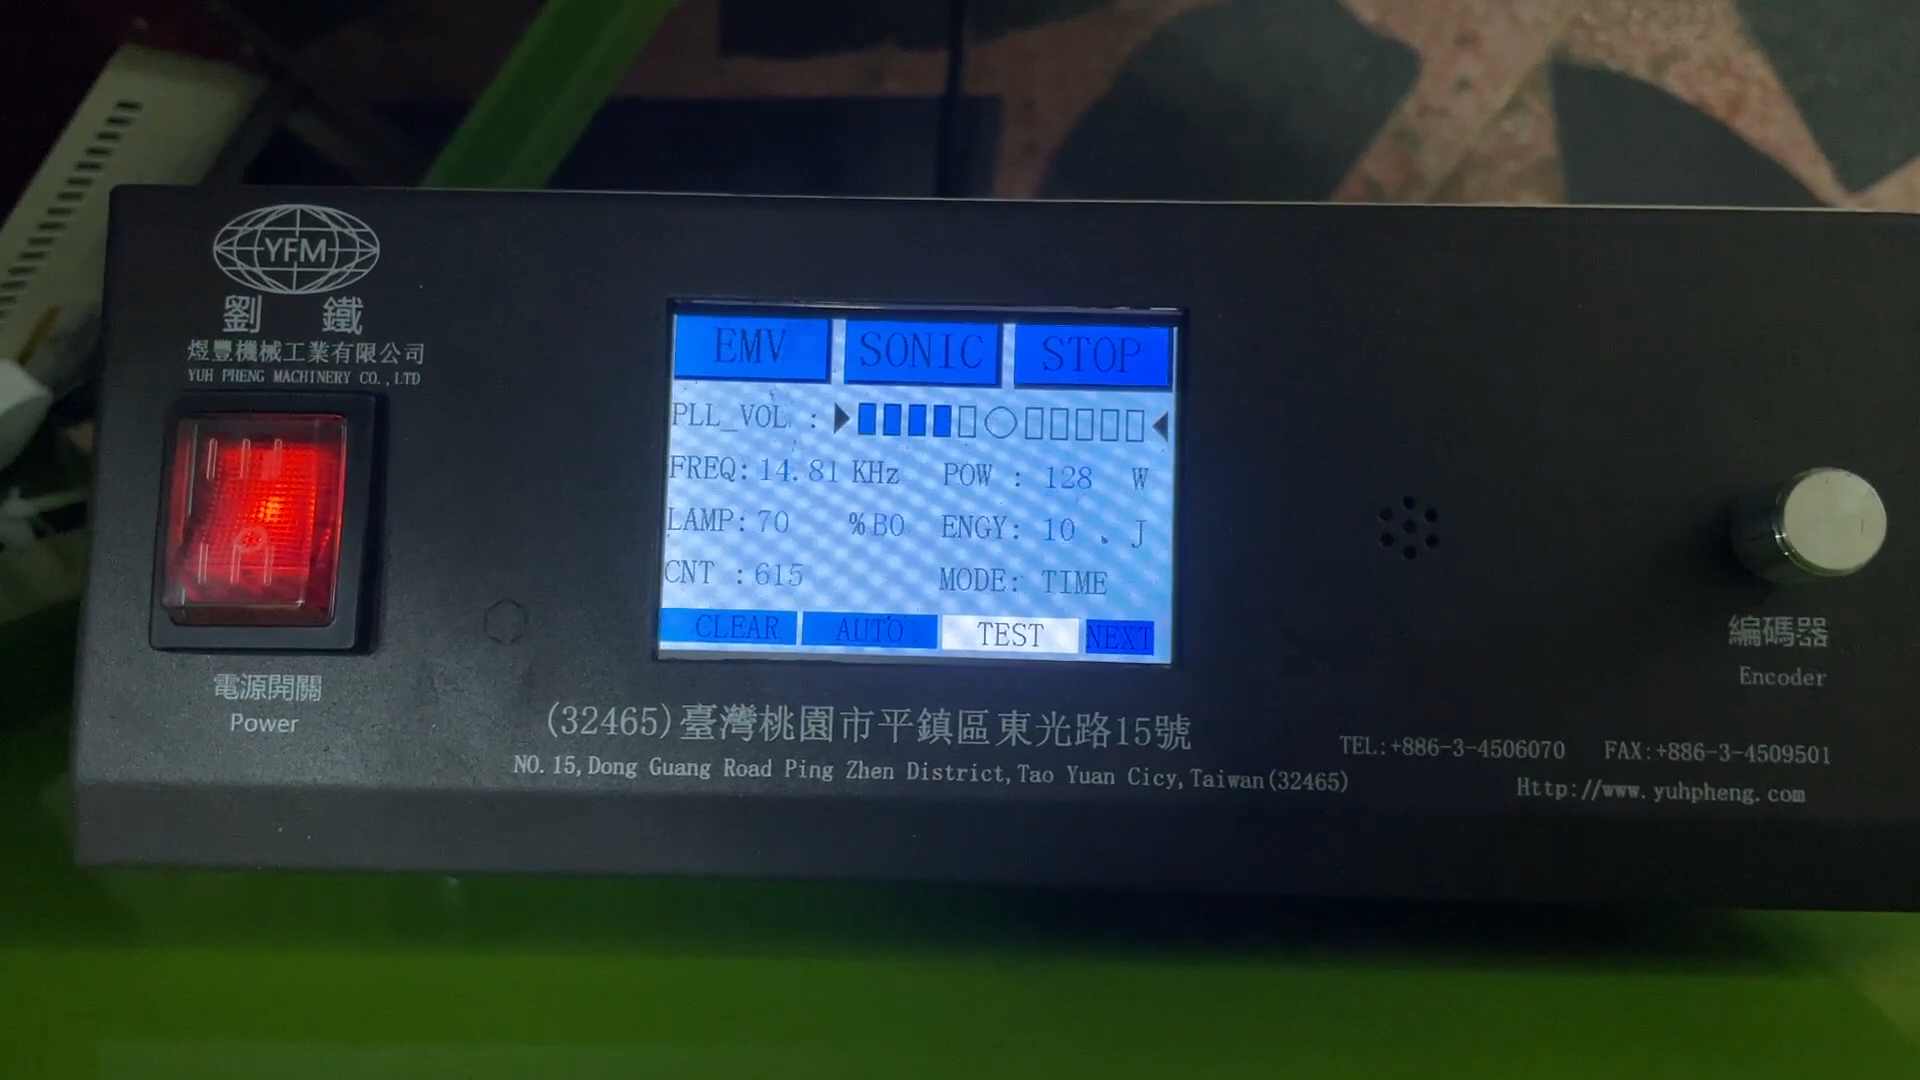 YFM
劉 鐵
煜豐機械工業有限公司
YUH PHENG MACHINERY CO.,LTD
EMV SONIC STOP
PLL_VOL :
FREQ: 14.81 KHz POW : 128 W
LAMP: 70 %BO ENGY: 10 . J
CNT : 615 MODE: TIME
CLEAR AUTO TEST NEXT
電源開關
Power
編碼器
Encoder
(32465)臺灣桃園市平鎮區東光路15號
NO.15,Dong Guang Road Ping Zhen District,Tao Yuan Cicy,Taiwan(32465)
TEL:+886-3-4506070 FAX:+886-3-4509501
Http://www.yuhpheng.com